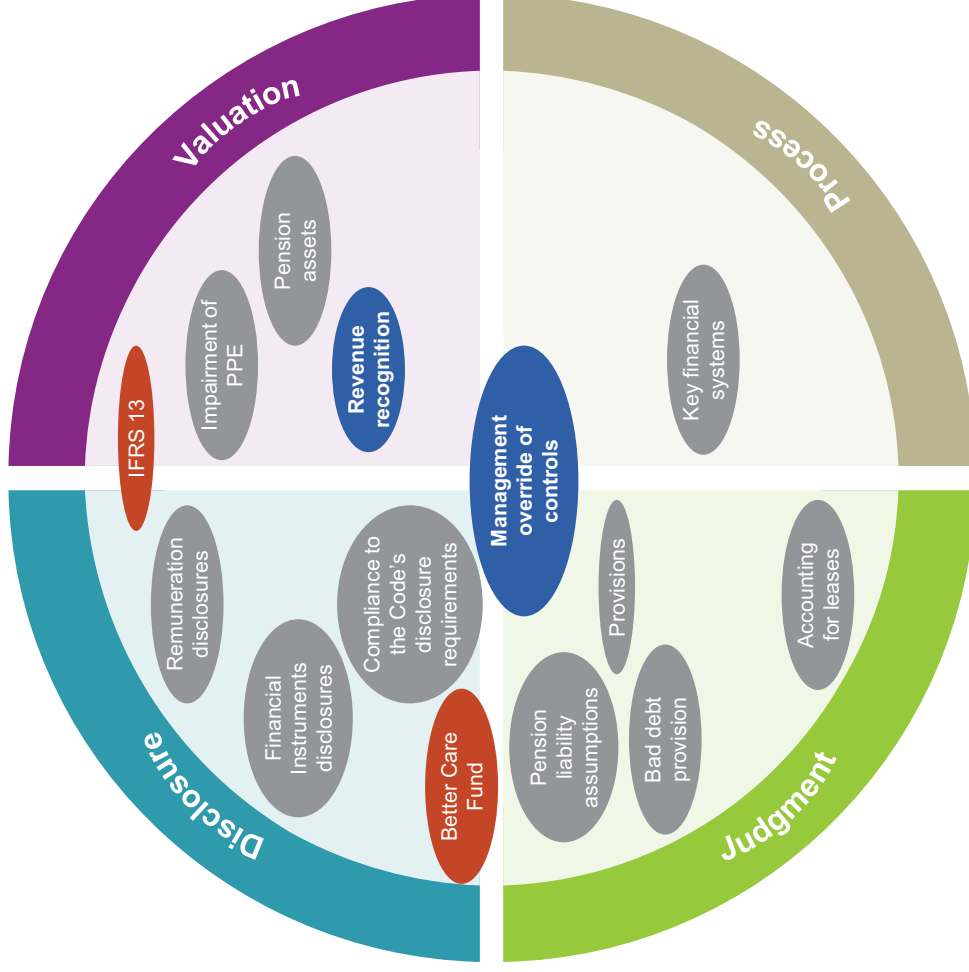 Disclosure
Valuation
Judgment
Process
IFRS 13
Remuneration
disclosures
Impairment of
PPE
Financial
Instruments
disclosures
Pension
assets
Compliance to
the Code’s
disclosure
requirements
Revenue
recognition
Better Care
Fund
Management
override of
controls
Pension
liability
assumptions
Provisions
Bad debt
provision
Key financial
systems
Accounting
for leases